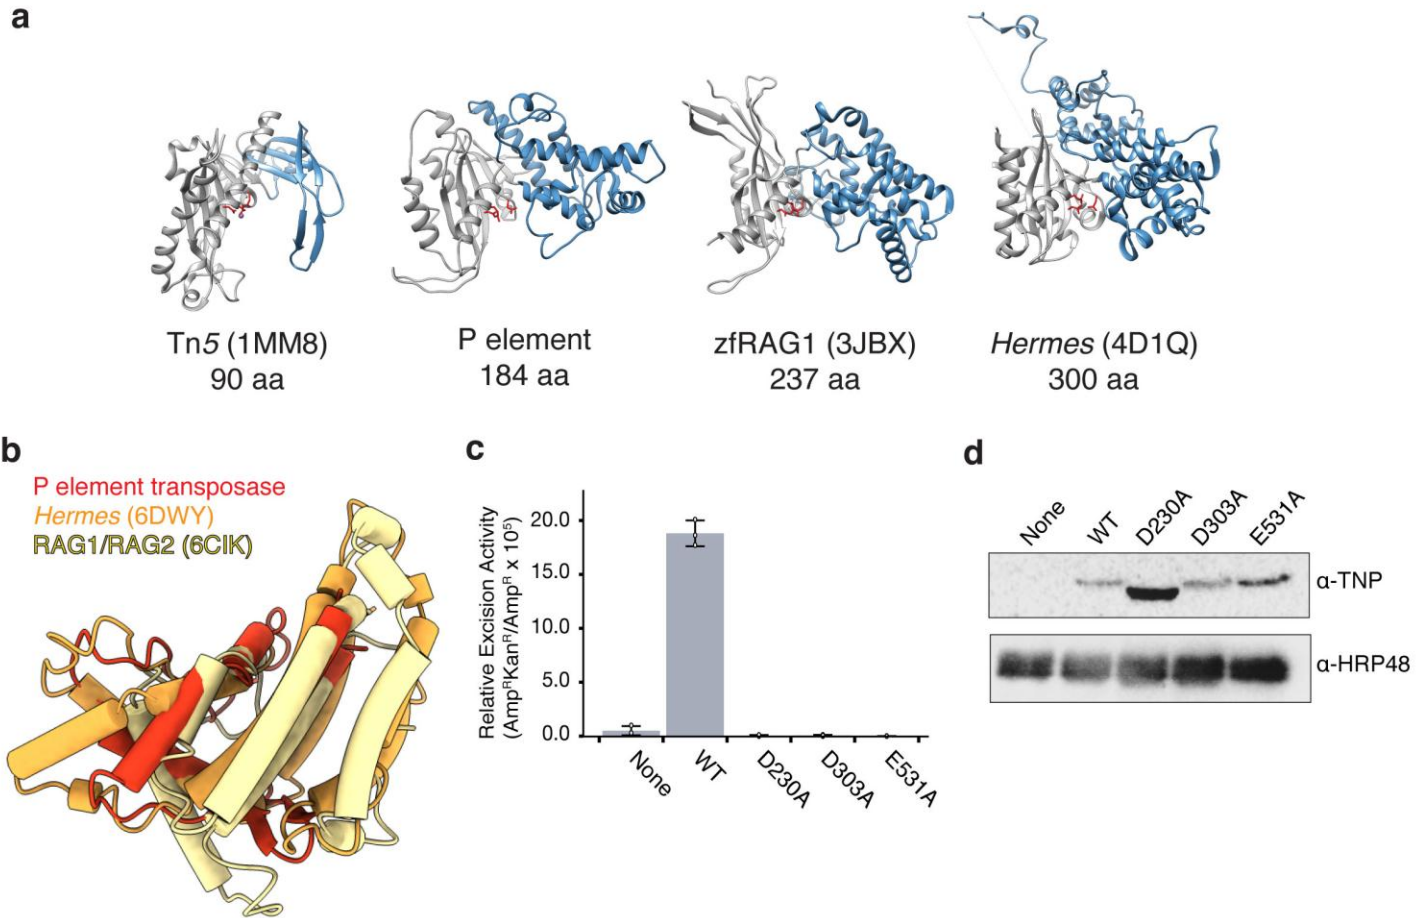 a
Tn5 (1MM8)
90 aa
P element
184 aa
zfRAG1 (3JBX)
237 aa
Hermes (4D1Q)
300 aa
b
P element transposase
Hermes (6DWY)
RAG1/RAG2 (6CIK)
c
Relative Excision Activity
(AmpᴿKanᴿ/Ampᴿ x 10⁵)
20.0
15.0
10.0
5.0
0.0
None
WT
D230A
D303A
E531A
d
None
WT
D230A
D303A
E531A
α-TNP
α-HRP48